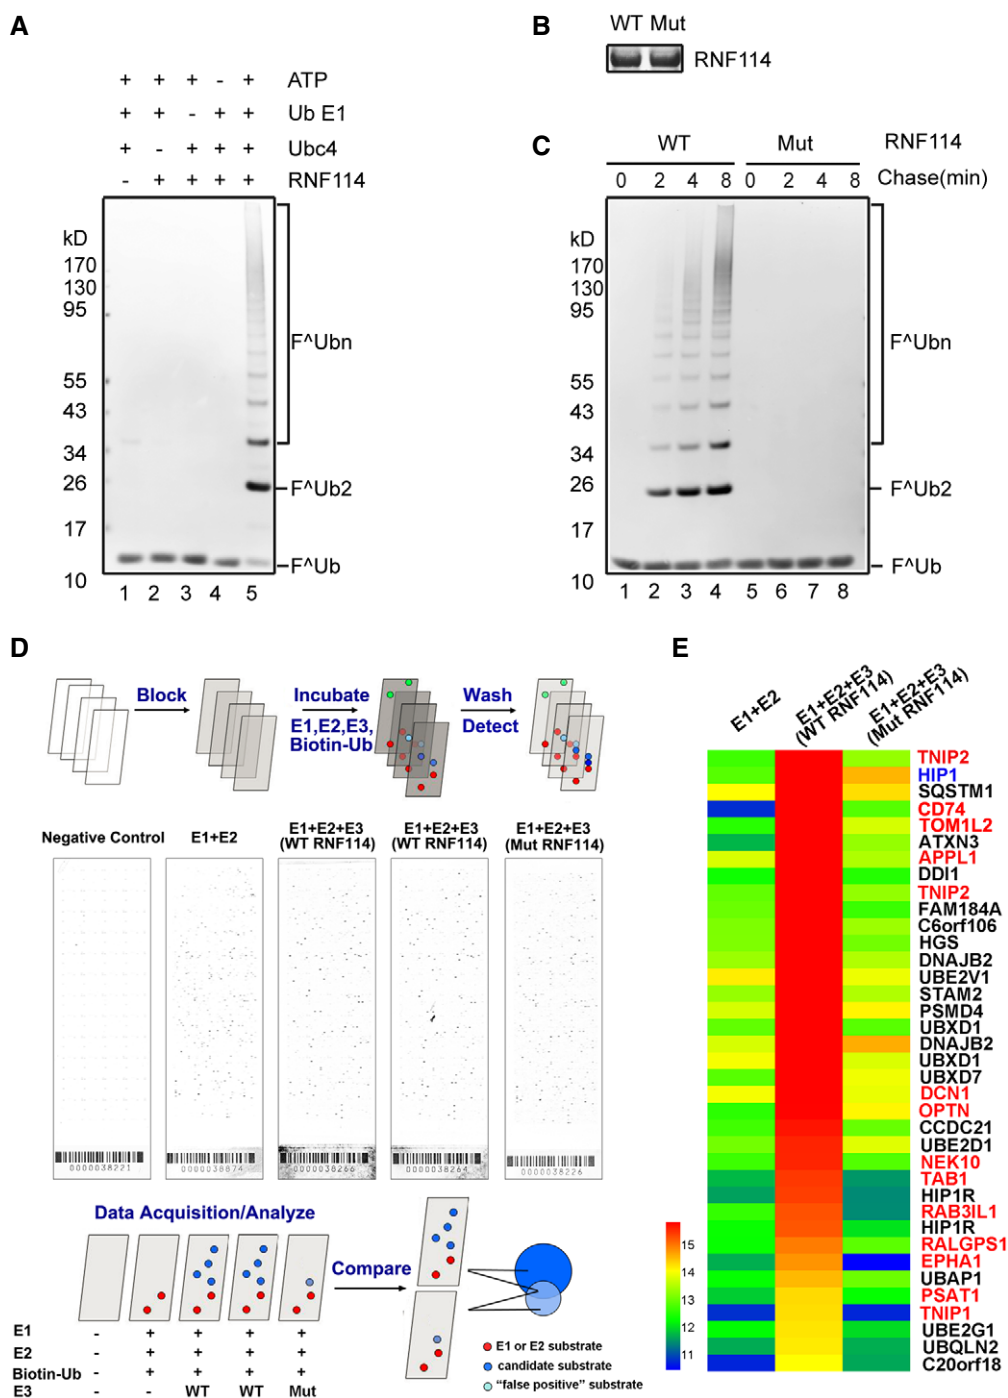 A
+ + + - + ATP
+ + - + + Ub E1
+ - + + + Ubc4
- + + + + RNF114
kD
170
130
95
55
43
34
26
17
10
F^Ubn
F^Ub2
F^Ub
1 2 3 4 5
B
WT Mut
RNF114
C
WT Mut RNF114
0 2 4 8 0 2 4 8 Chase(min)
kD
170
130
95
55
43
34
26
17
10
F^Ubn
F^Ub2
F^Ub
1 2 3 4 5 6 7 8
D
Block
Incubate
E1,E2,E3,
Biotin-Ub
Wash
Detect
Negative Control
E1+E2
E1+E2+E3
(WT RNF114)
E1+E2+E3
(WT RNF114)
E1+E2+E3
(Mut RNF114)
0000038221
0000038874
0000038266
0000038264
0000038226
Data Acquisition/Analyze
Compare
E1 - + + + +
E2 - + + + +
Biotin-Ub - + + + +
E3 - - WT WT Mut
E1 or E2 substrate
candidate substrate
"false positive" substrate
E
E1+E2
E1+E2+E3
(WT RNF114)
E1+E2+E3
(Mut RNF114)
TNIP2
HIP1
SQSTM1
CD74
TOM1L2
ATXN3
APPL1
DDI1
TNIP2
FAM184A
C6orf106
HGS
DNAJB2
UBE2V1
STAM2
PSMD4
UBXD1
DNAJB2
UBXD1
UBXD7
DCN1
OPTN
CCDC21
UBE2D1
NEK10
TAB1
HIP1R
RAB3IL1
HIP1R
RALGPS1
EPHA1
UBAP1
PSAT1
TNIP1
UBE2G1
UBQLN2
C20orf18
15
14
13
12
11